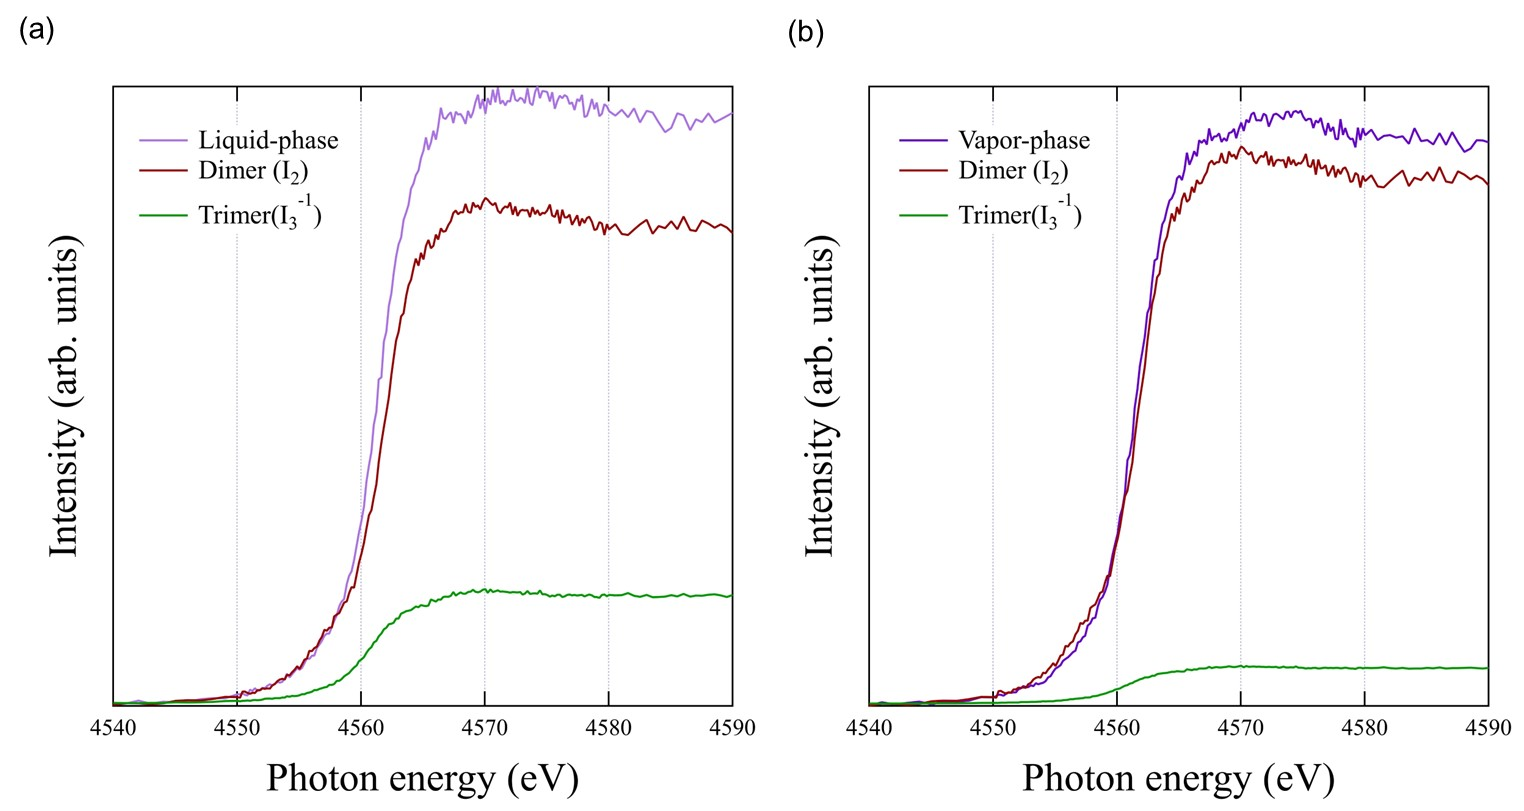 (a)
Liquid-phase
Dimer (I₂)
Trimer(I₃⁻¹)
Intensity (arb. units)
4540 4550 4560 4570 4580 4590
Photon energy (eV)
(b)
Vapor-phase
Dimer (I₂)
Trimer(I₃⁻¹)
Intensity (arb. units)
4540 4550 4560 4570 4580 4590
Photon energy (eV)